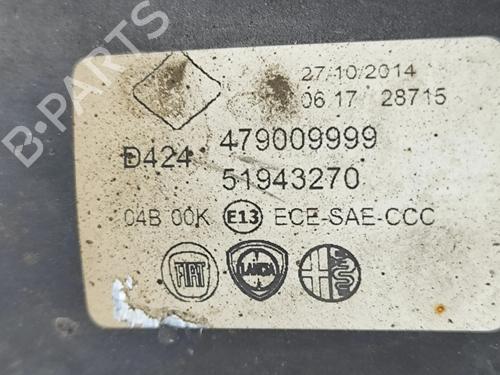 27/10/2014
06 17 28715
D424 479009999
51943270
04B 00K E13 ECE-SAE-CCC
FIAT LANCIA
B-PARTS